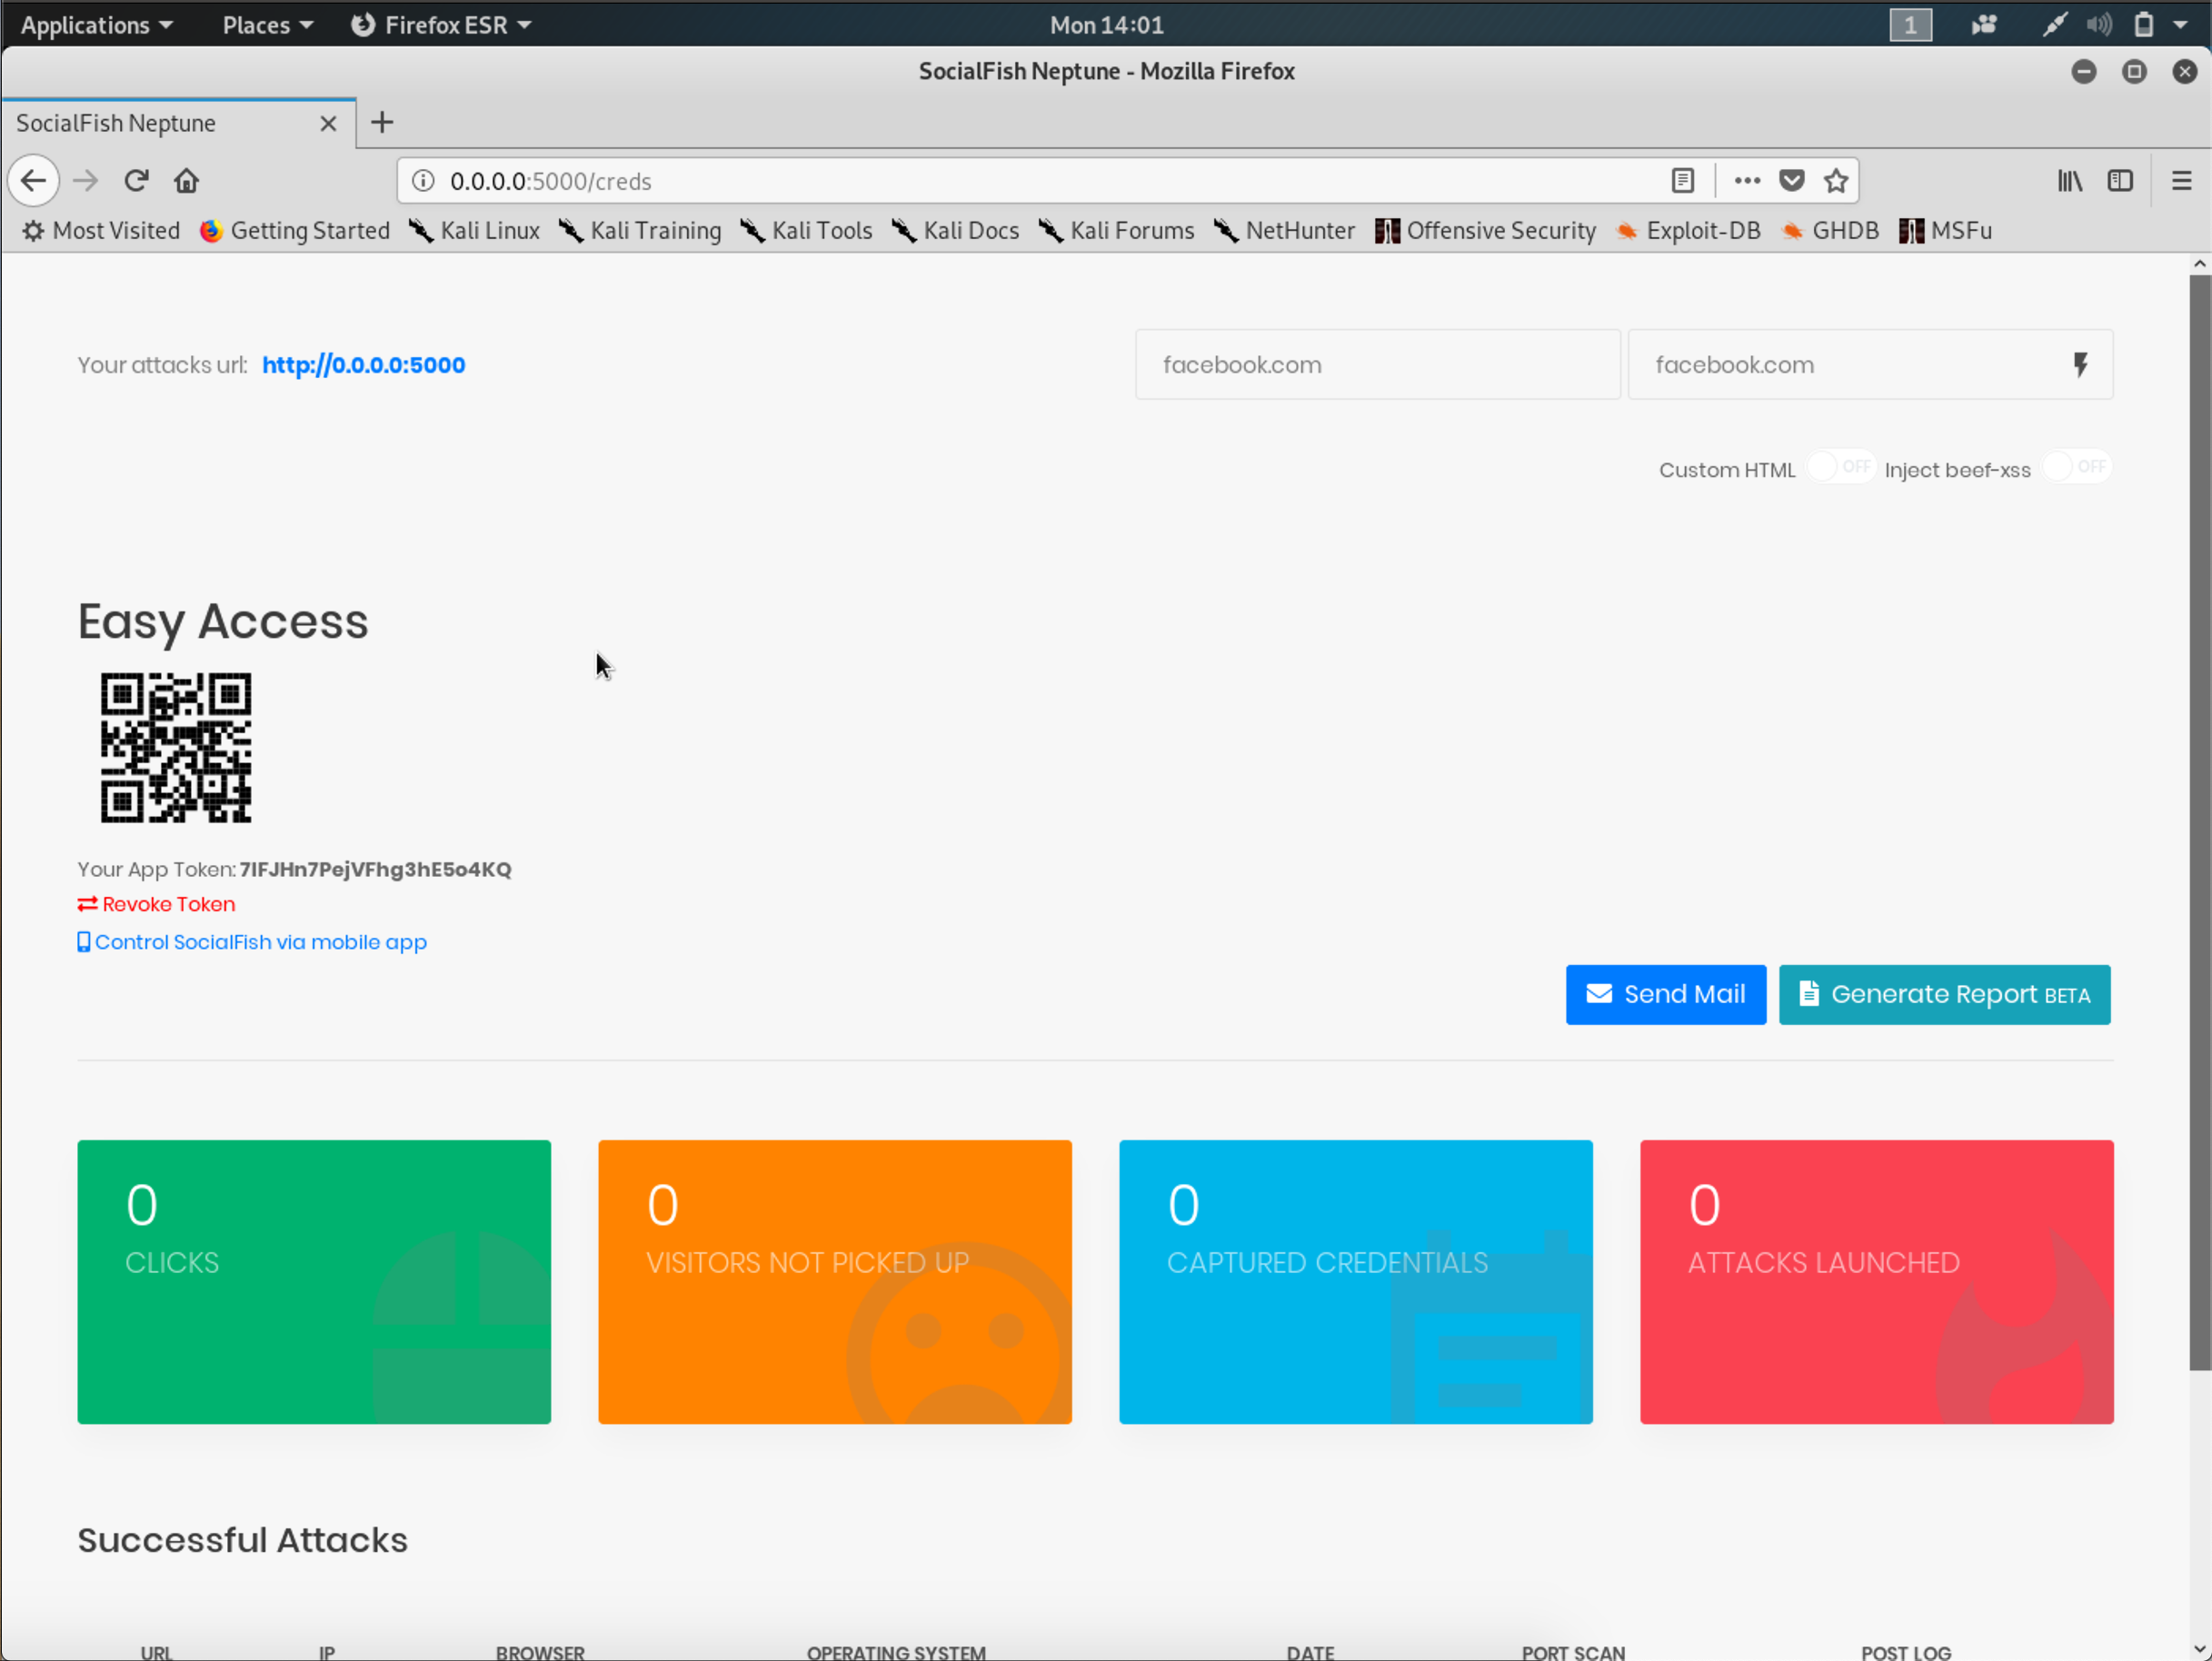 Applications Places Firefox ESR Mon 14:01 1
SocialFish Neptune - Mozilla Firefox
SocialFish Neptune
0.0.0.0:5000/creds
Most Visited Getting Started Kali Linux Kali Training Kali Tools Kali Docs Kali Forums NetHunter Offensive Security Exploit-DB GHDB MSFu
Your attacks url: http://0.0.0.0:5000 facebook.com facebook.com
Custom HTML OFF Inject beef-xss OFF
Easy Access
Your App Token: 7IFJHn7PejVFhg3hE5o4KQ
Revoke Token
Control SocialFish via mobile app
Send Mail Generate Report BETA
0 0 0 0
CLICKS VISITORS NOT PICKED UP CAPTURED CREDENTIALS ATTACKS LAUNCHED
Successful Attacks
URL IP BROWSER OPERATING SYSTEM DATE PORT SCAN POST LOG